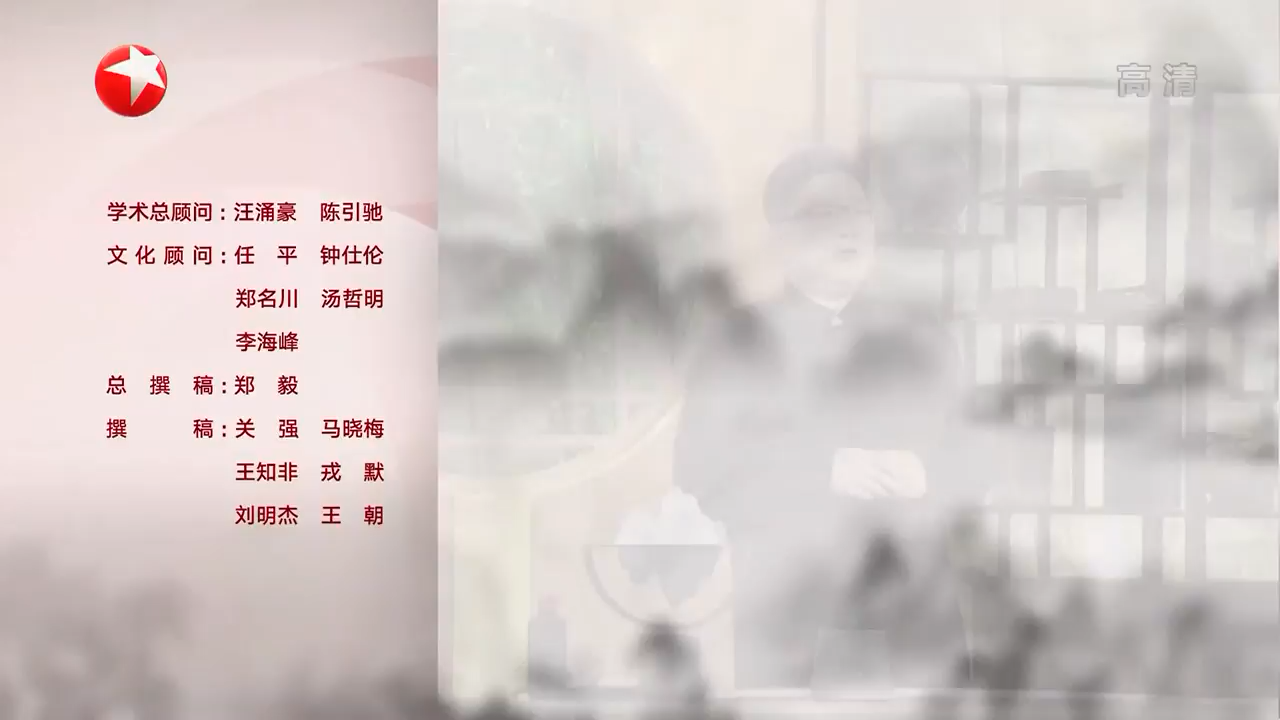 高清
学术总顾问：汪涌豪 陈引驰
文化顾问：任 平 钟仕伦
郑名川 汤哲明
李海峰
总 撰 稿：郑 毅
撰 稿：关 强 马晓梅
王知非 戎 默
刘明杰 王 朝